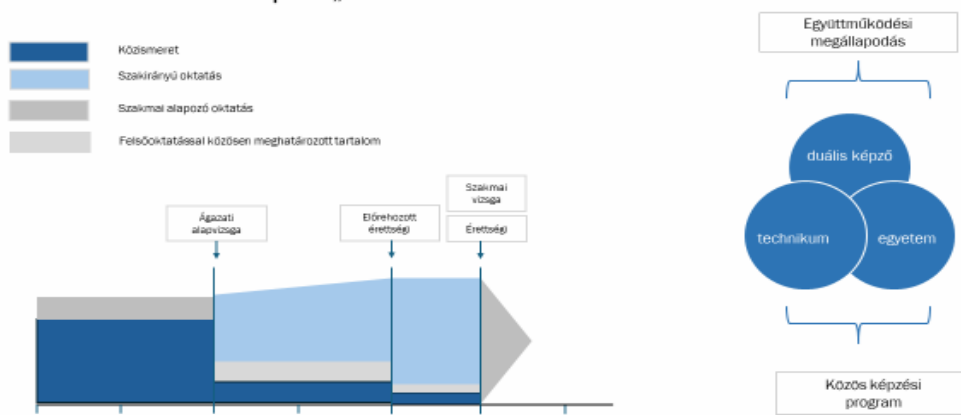 Közismeret
Szakirányú oktatás
Szakmai alapozó oktatás
Felsőoktatással közösen meghatározott tartalom
Ágazati
alapvizsga
Előrehozott
érettségi
Szakmai
vizsga
Érettségi
Együttműködési
megállapodás
duális képző
technikum
egyetem
Közös képzési
program